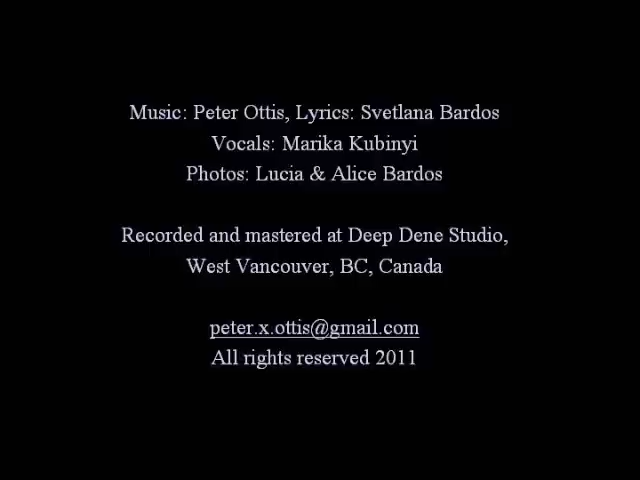 Music: Peter Ottis, Lyrics: Svetlana Bardos
Vocals: Marika Kubinyi
Photos: Lucia & Alice Bardos
Recorded and mastered at Deep Dene Studio,
West Vancouver, BC, Canada
peter.x.ottis@gmail.com
All rights reserved 2011